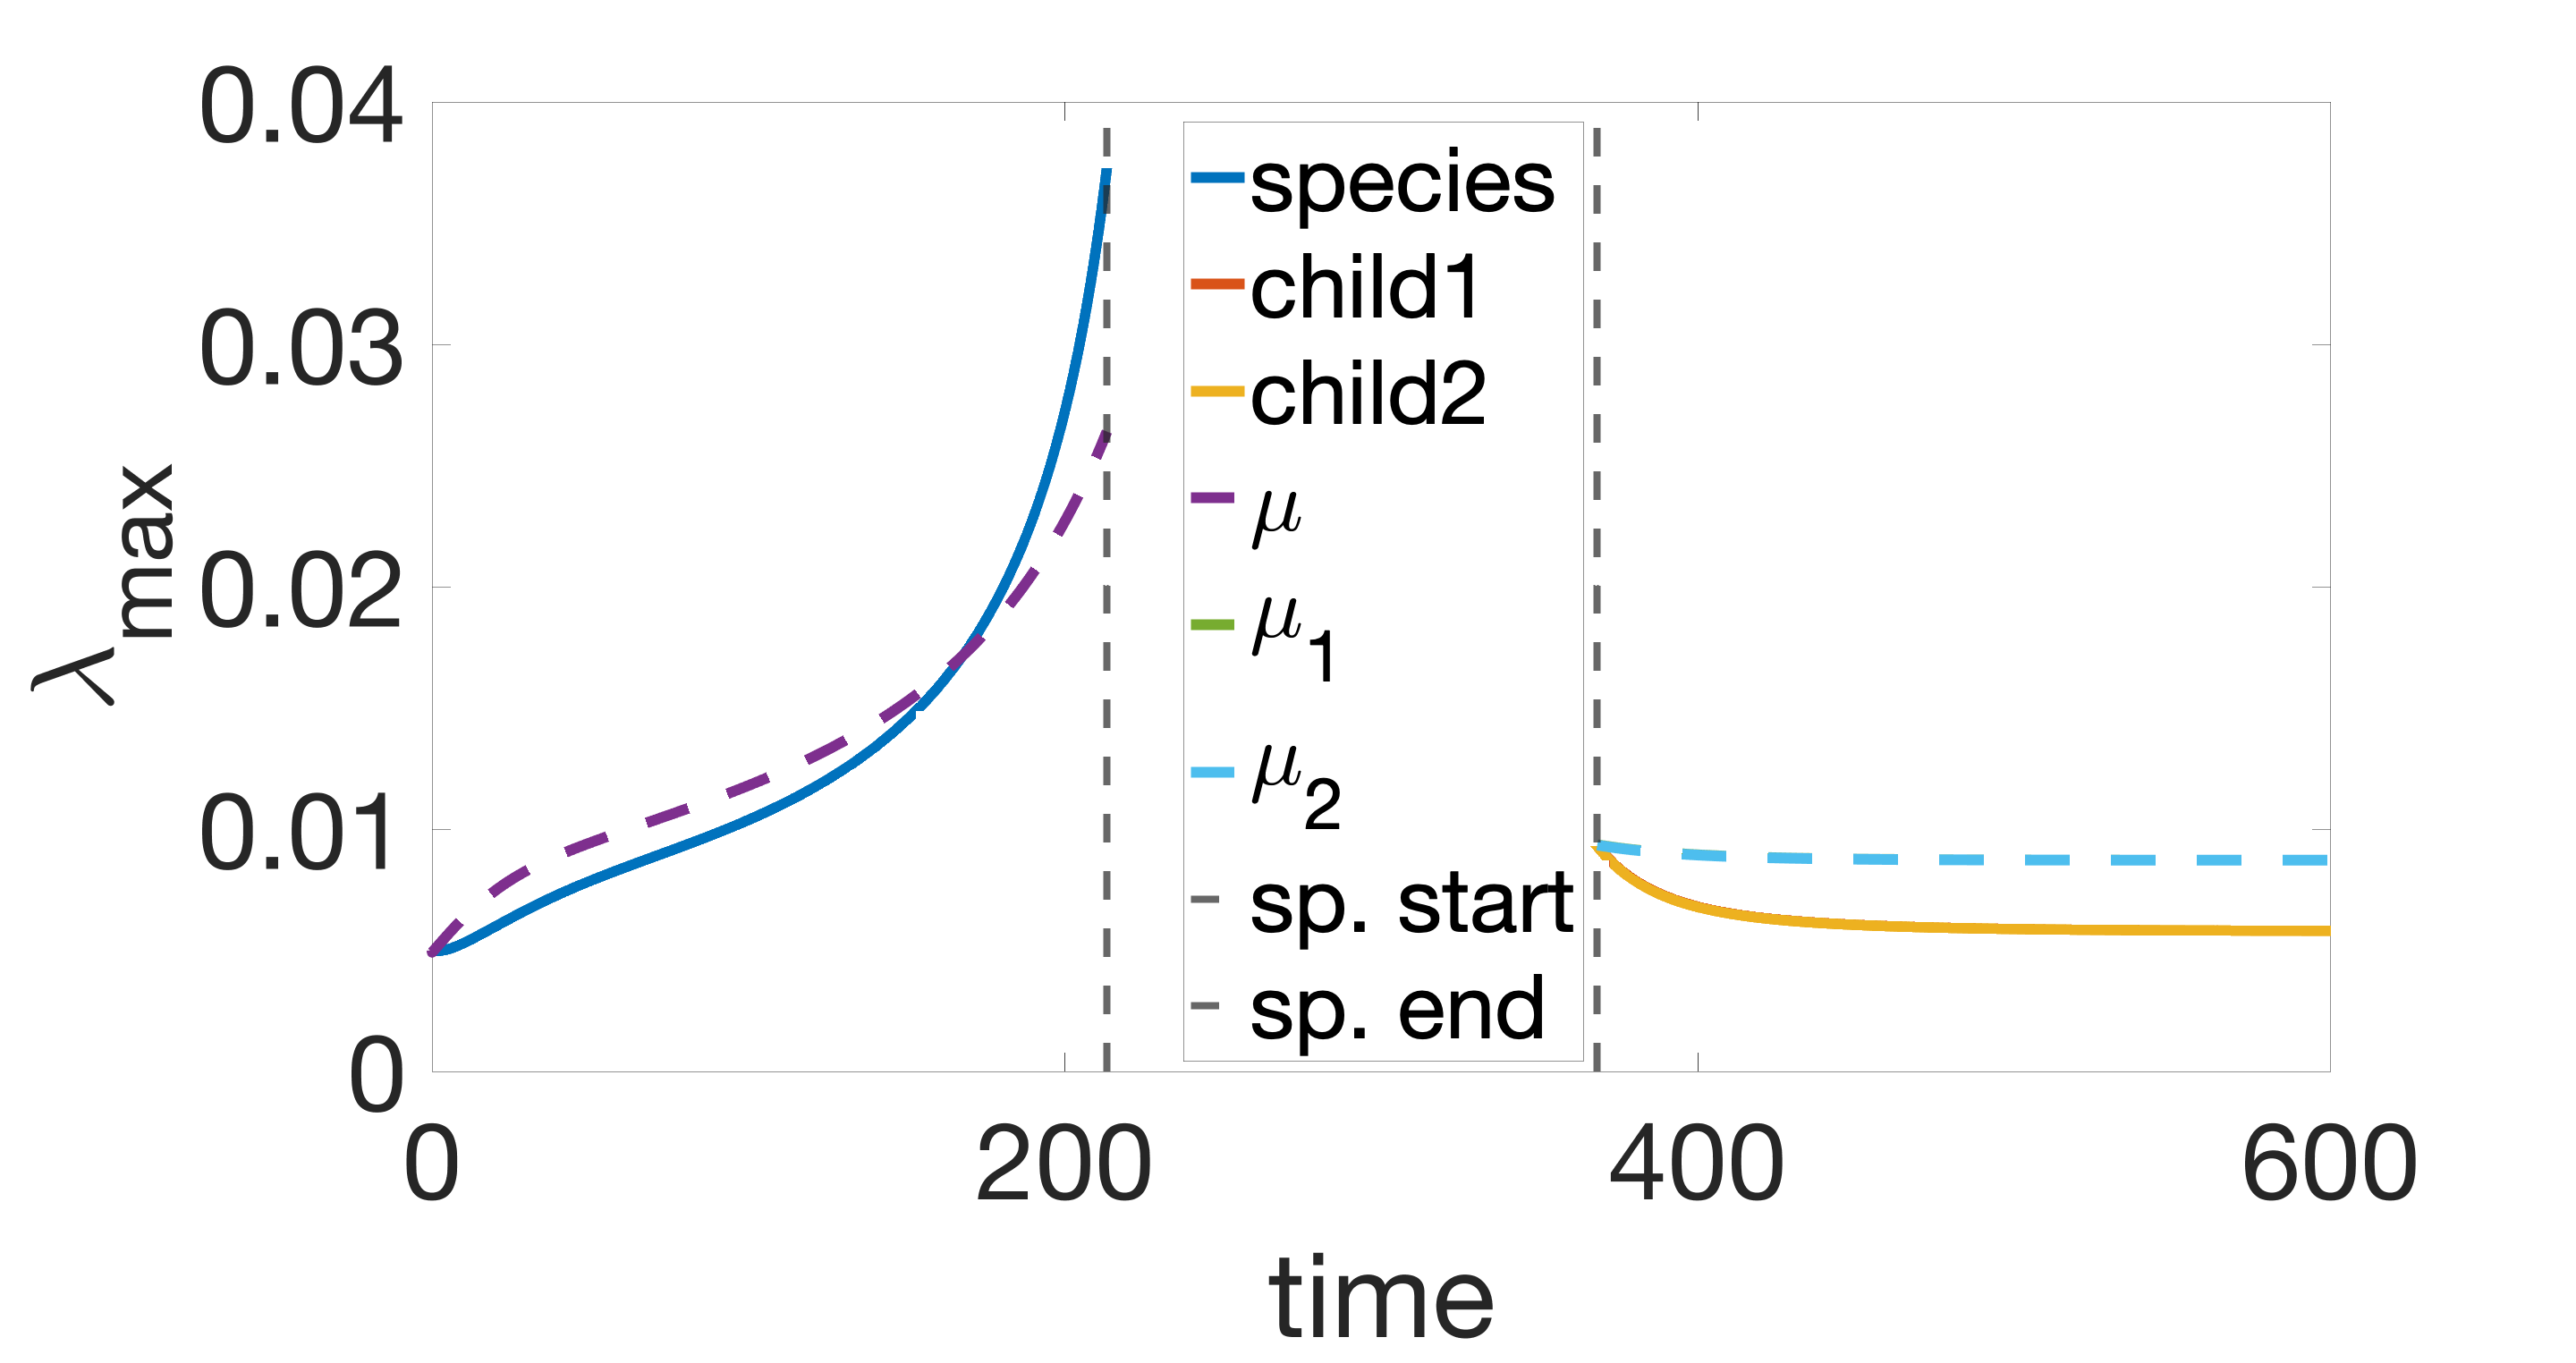 0.04
0.03
0.02
0.01
0
λmax
species
child1
child2
μ
μ1
μ2
sp. start
sp. end
0 200 400 600
time